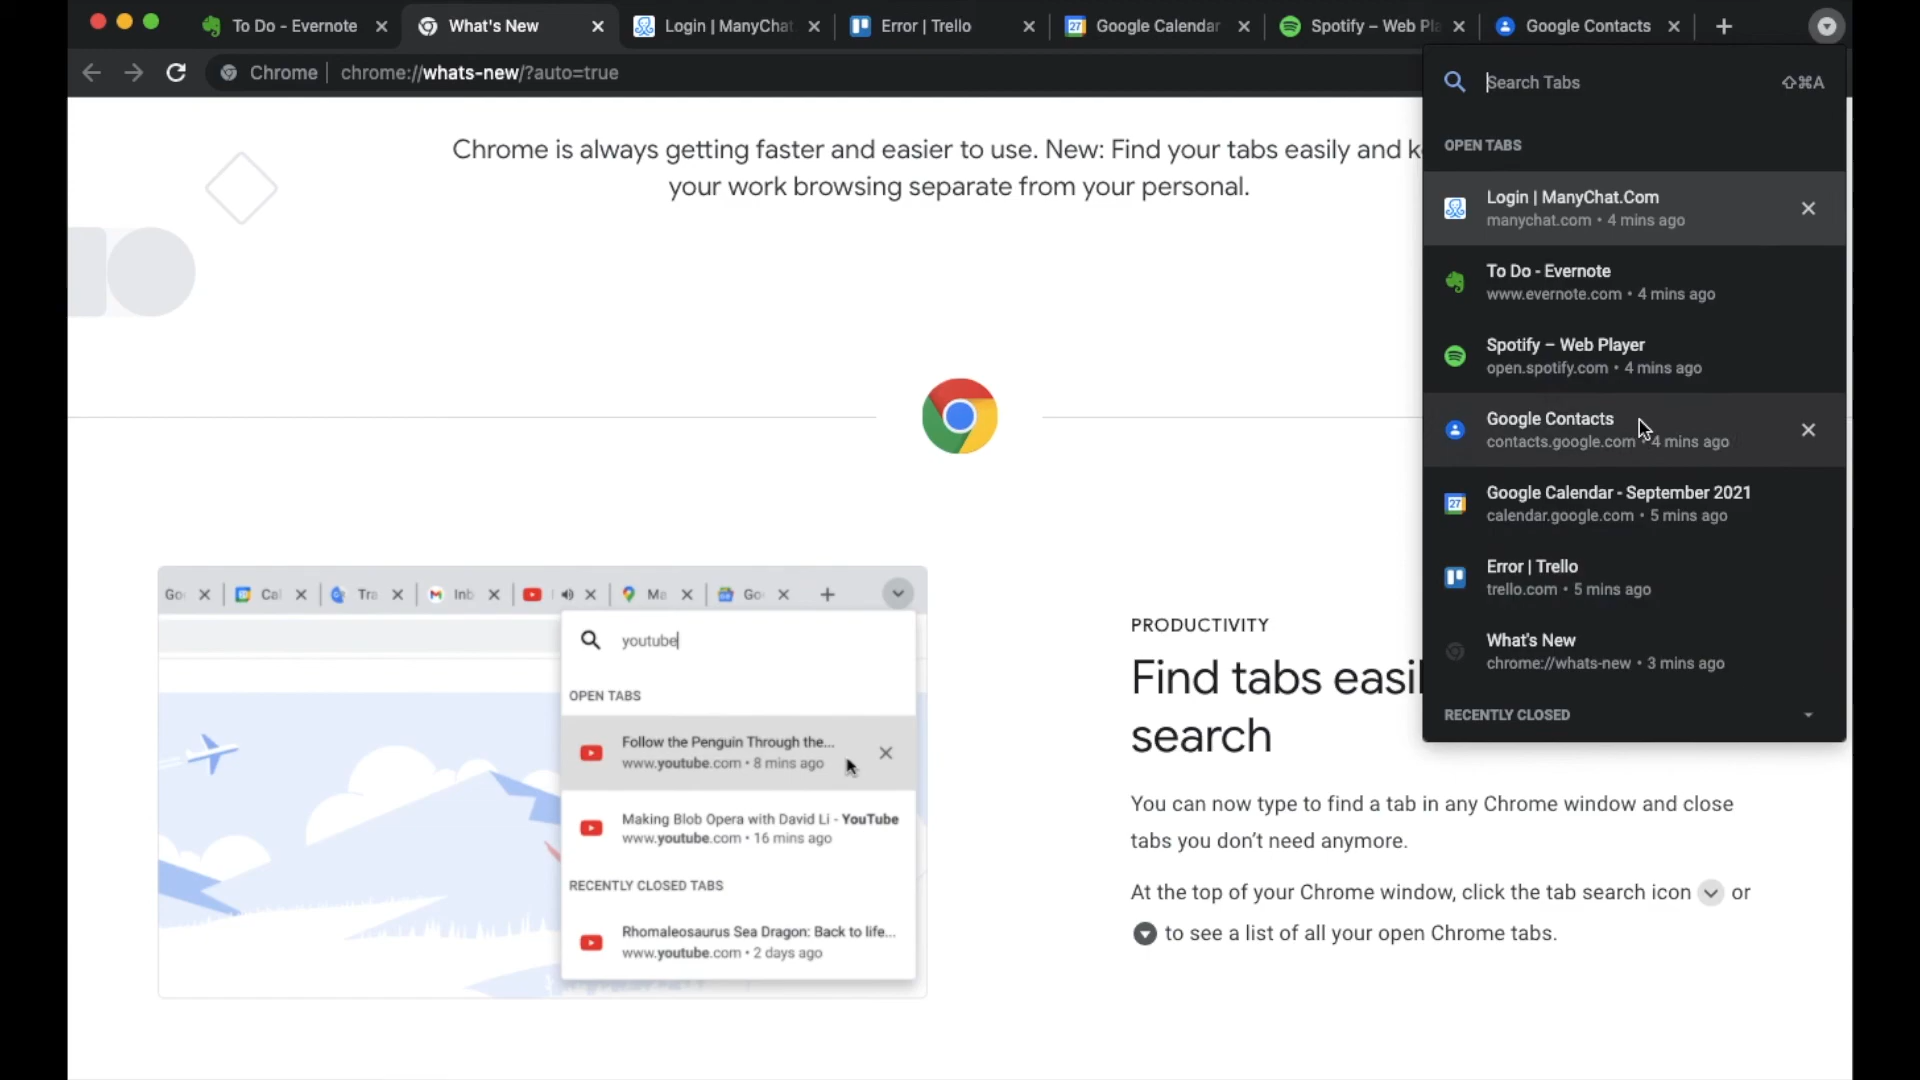 To Do - Evernote
What's New
Login | ManyChat.
Error | Trello
Google Calendar
Spotify – Web Pla
Google Contacts
Chrome
chrome://whats-new/?auto=true
Chrome is always getting faster and easier to use. New: Find your tabs easily and k
your work browsing separate from your personal.
Search Tabs
⇧⌘A
OPEN TABS
Login | ManyChat.Com
manychat.com • 4 mins ago
To Do - Evernote
www.evernote.com • 4 mins ago
Spotify – Web Player
open.spotify.com • 4 mins ago
Google Contacts
contacts.google.com • 4 mins ago
27
Google Calendar - September 2021
calendar.google.com • 5 mins ago
Error | Trello
trello.com • 5 mins ago
What's New
chrome://whats-new • 3 mins ago
RECENTLY CLOSED
Go
Cal
Tra
Inb
Ma
Go
youtube
OPEN TABS
Follow the Penguin Through the...
www.youtube.com • 8 mins ago
Making Blob Opera with David Li - YouTube
www.youtube.com • 16 mins ago
RECENTLY CLOSED TABS
Rhomaleosaurus Sea Dragon: Back to life...
www.youtube.com • 2 days ago
PRODUCTIVITY
Find tabs easil
search
You can now type to find a tab in any Chrome window and close
tabs you don't need anymore.
At the top of your Chrome window, click the tab search icon or
to see a list of all your open Chrome tabs.